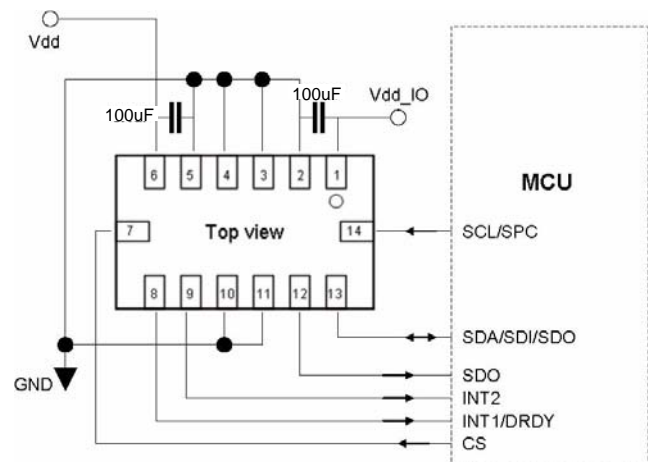 Vdd
100uF
100uF
Vdd_IO
6 5 4 3 2 1
MCU
7
Top view
14
SCL/SPC
8 9 10 11 12 13
SDA/SDI/SDO
SDO
GND
INT2
INT1/DRDY
CS